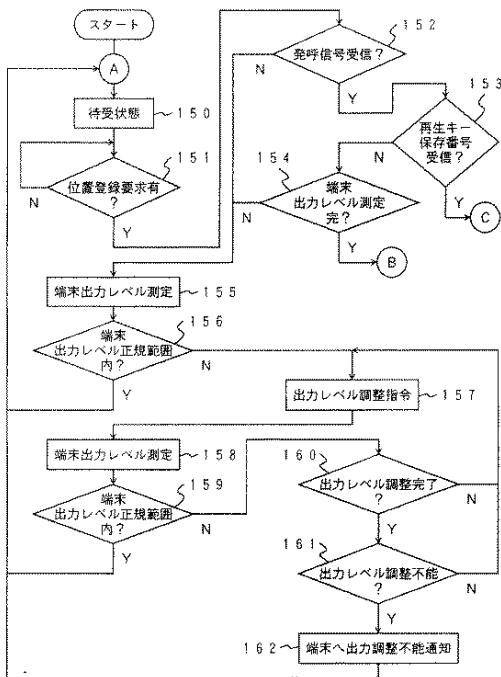 スタート
A
待受状態
150
位置登録要求有
?
151
N
Y
発呼信号受信?
152
N
Y
再生キー
保存番号
受信?
153
N
Y
C
端末
出力レベル測定
完?
154
N
Y
B
端末出力レベル測定
155
端末
出力レベル正規範囲
内?
156
N
Y
出力レベル調整指令
157
端末出力レベル測定
158
端末
出力レベル正規範囲
内?
159
N
Y
出力レベル調整完了
?
160
N
Y
出力レベル調整不能
?
161
N
Y
端末へ出力調整不能通知
162